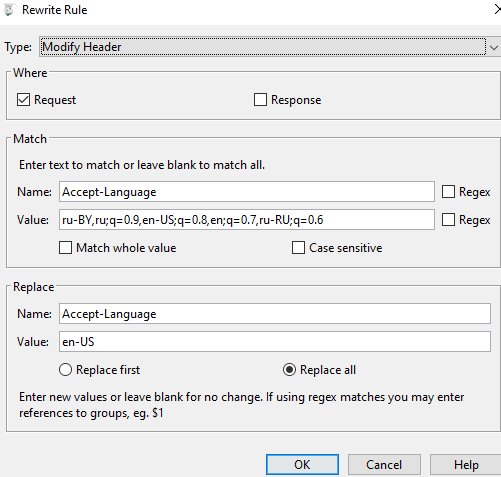 Rewrite Rule
Type: Modify Header
Where
Request Response
Match
Enter text to match or leave blank to match all.
Name: Accept-Language Regex
Value: ru-BY,ru;q=0.9,en-US;q=0.8,en;q=0.7,ru-RU;q=0.6 Regex
Match whole value Case sensitive
Replace
Name: Accept-Language
Value: en-US
Replace first Replace all
Enter new values or leave blank for no change. If using regex matches you may enter
references to groups, eg. $1
OK Cancel Help